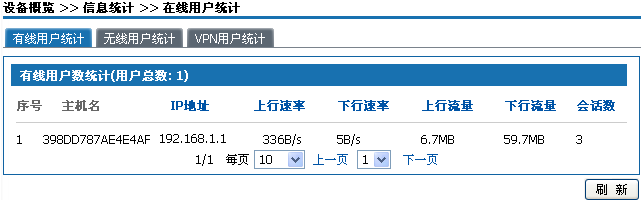 设备概览 >> 信息统计 >> 在线用户统计
有线用户统计 无线用户统计 VPN用户统计
有线用户数统计(用户总数: 1)
序号 主机名 IP地址 上行速率 下行速率 上行流量 下行流量 会话数
1 398DD787AE4E4AF 192.168.1.1 336B/s 5B/s 6.7MB 59.7MB 3
1/1 每页 10 上一页 1 下一页
刷 新